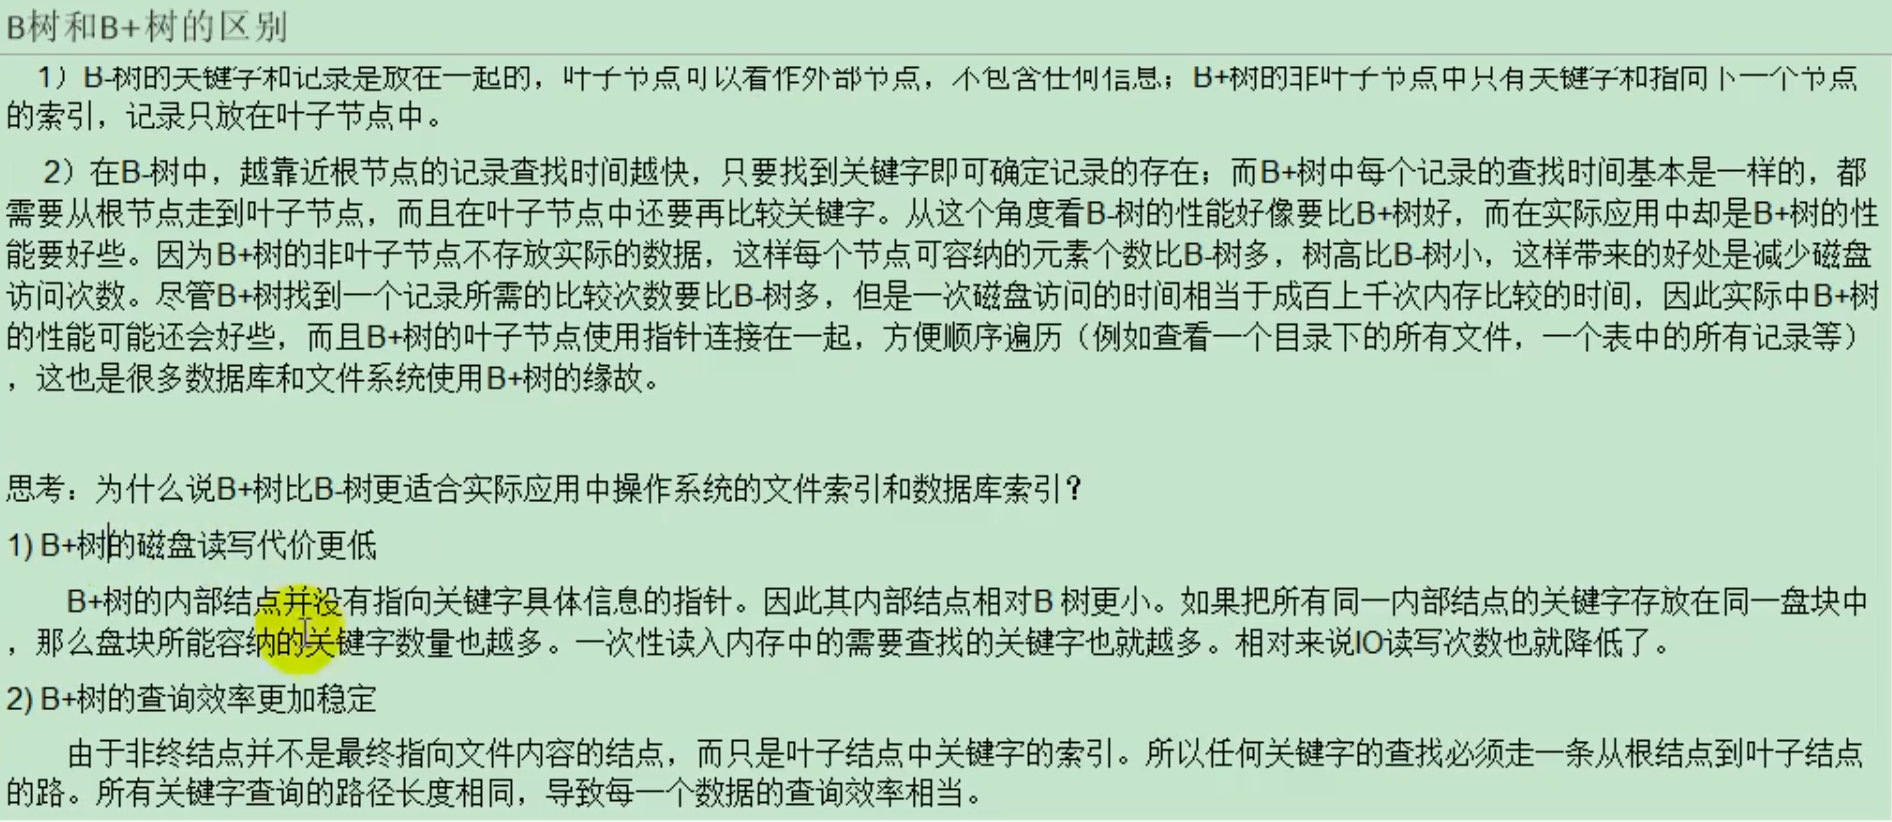 B树和B+树的区别
1）B-树的关键字和记录是放在一起的，叶子节点可以看作外部节点，不包含任何信息；B+树的非叶子节点中只有关键字和指向下一个节点
的索引，记录只放在叶子节点中。
2）在B-树中，越靠近根节点的记录查找时间越快，只要找到关键字即可确定记录的存在；而B+树中每个记录的查找时间基本是一样的，都
需要从根节点走到叶子节点，而且在叶子节点中还要再比较关键字。从这个角度看B-树的性能好像要比B+树好，而在实际应用中却是B+树的性
能要好些。因为B+树的非叶子节点不存放实际的数据，这样每个节点可容纳的元素个数比B-树多，树高比B-树小，这样带来的好处是减少磁盘
访问次数。尽管B+树找到一个记录所需的比较次数要比B-树多，但是一次磁盘访问的时间相当于成百上千次内存比较的时间，因此实际中B+树
的性能可能还会好些，而且B+树的叶子节点使用指针连接在一起，方便顺序遍历（例如查看一个目录下的所有文件，一个表中的所有记录等）
，这也是很多数据库和文件系统使用B+树的缘故。
思考：为什么说B+树比B-树更适合实际应用中操作系统的文件索引和数据库索引？
1) B+树的磁盘读写代价更低
B+树的内部结点并没有指向关键字具体信息的指针。因此其内部结点相对B 树更小。如果把所有同一内部结点的关键字存放在同一盘块中
，那么盘块所能容纳的关键字数量也越多。一次性读入内存中的需要查找的关键字也就越多。相对来说IO读写次数也就降低了。
2) B+树的查询效率更加稳定
由于非终结点并不是最终指向文件内容的结点，而只是叶子结点中关键字的索引。所以任何关键字的查找必须走一条从根结点到叶子结点
的路。所有关键字查询的路径长度相同，导致每一个数据的查询效率相当。